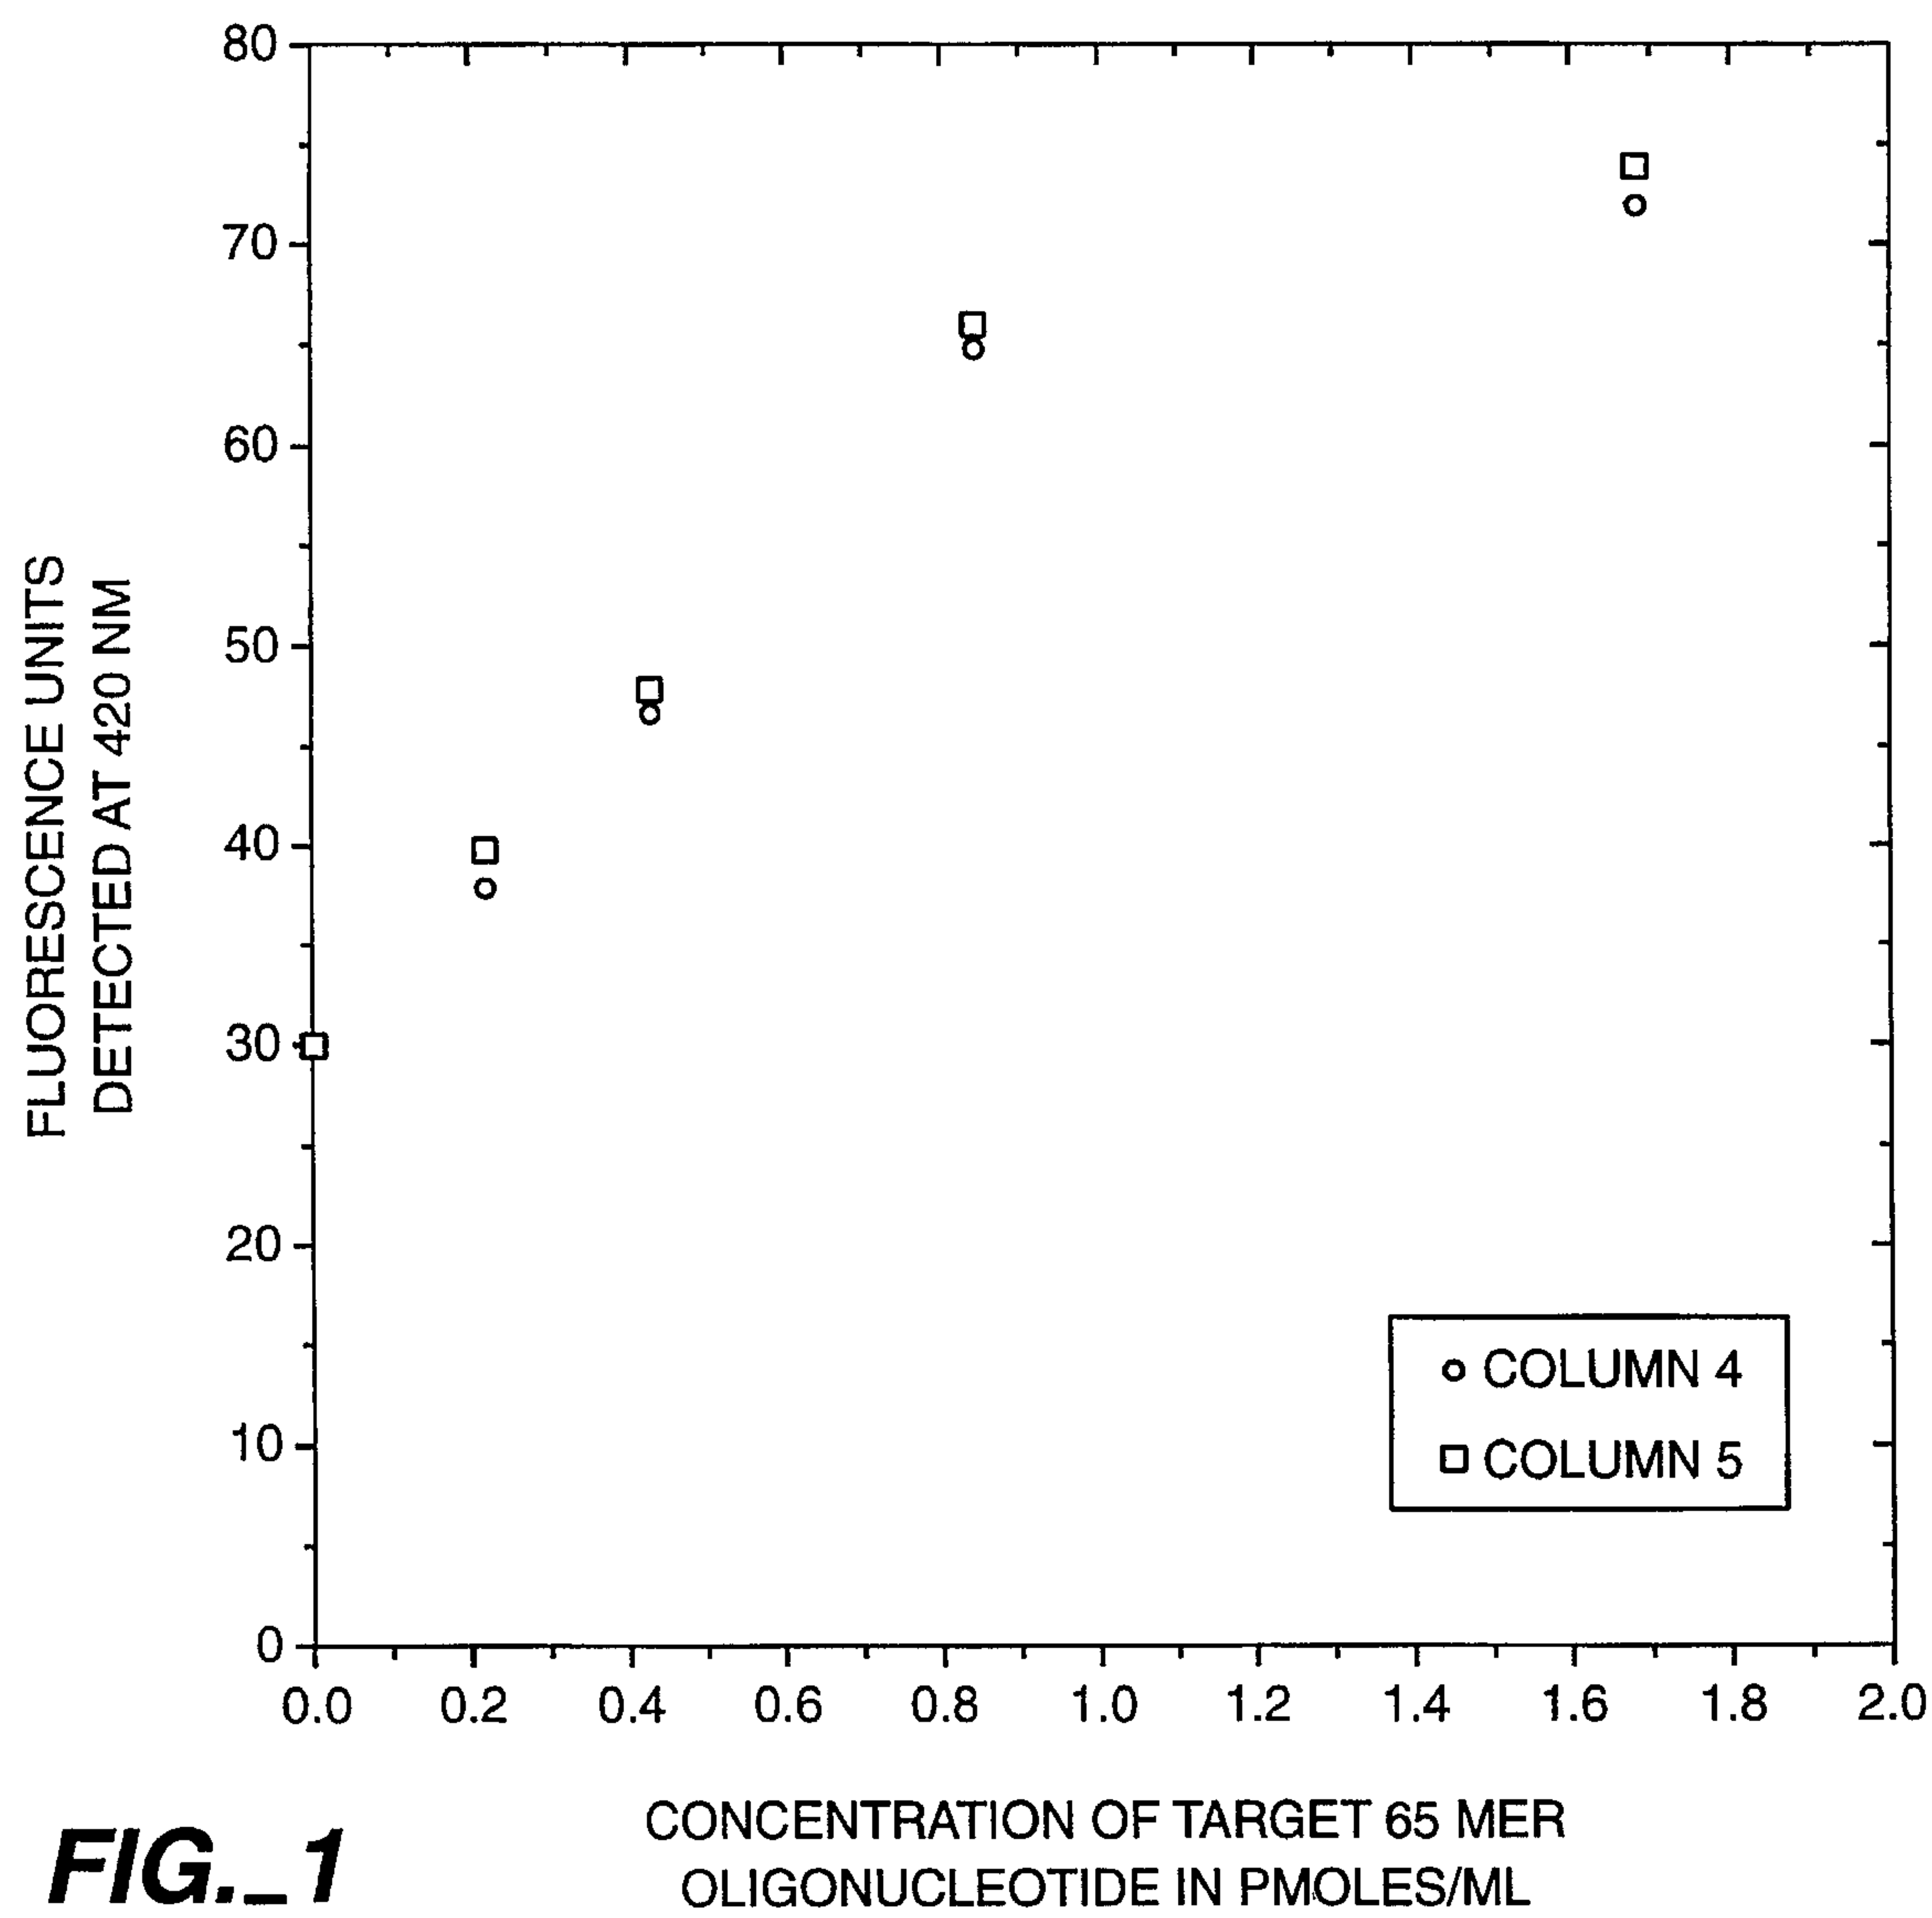 80
70
60
50
40
30
20
10
0
FLUORESCENCE UNITS
DETECTED AT 420 NM
COLUMN 4
COLUMN 5
0.0 0.2 0.4 0.6 0.8 1.0 1.2 1.4 1.6 1.8 2.0
CONCENTRATION OF TARGET 65 MER
OLIGONUCLEOTIDE IN PMOLES/ML
FIG._1